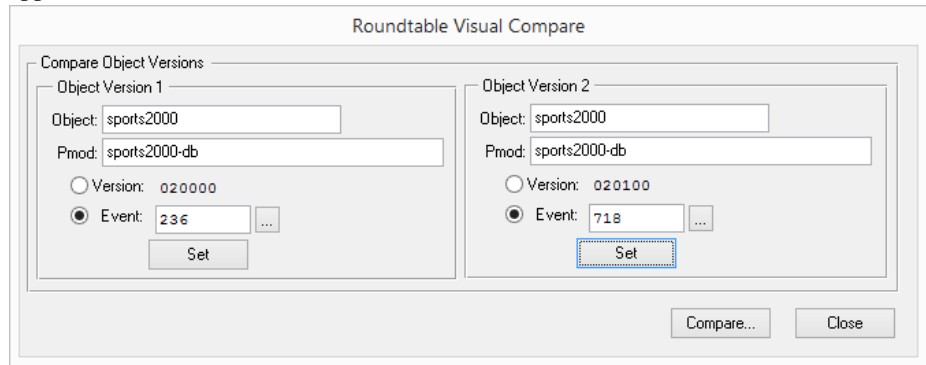 Roundtable Visual Compare
Compare Object Versions
Object Version 1
Object: sports2000
Pmod: sports2000-db
Version: 020000
Event: 236 ...
Set
Object Version 2
Object: sports2000
Pmod: sports2000-db
Version: 020100
Event: 718 ...
Set
Compare... Close